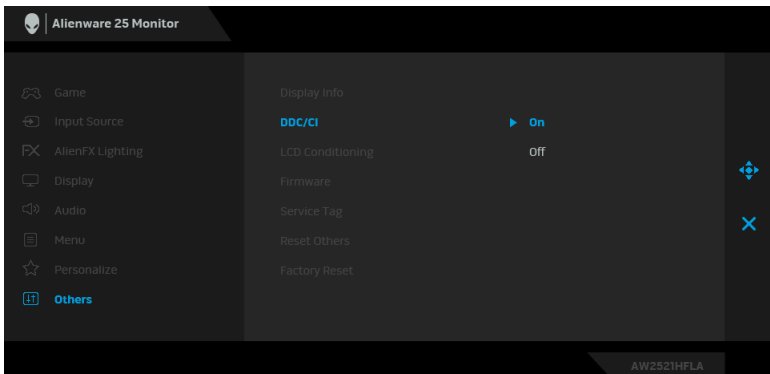 Alienware 25 Monitor
Game
Input Source
AlienFX Lighting
Display
Audio
Menu
Personalize
Others
Display Info
DDC/CI On
LCD Conditioning Off
Firmware
Service Tag
Reset Others
Factory Reset
AW2521HFLA